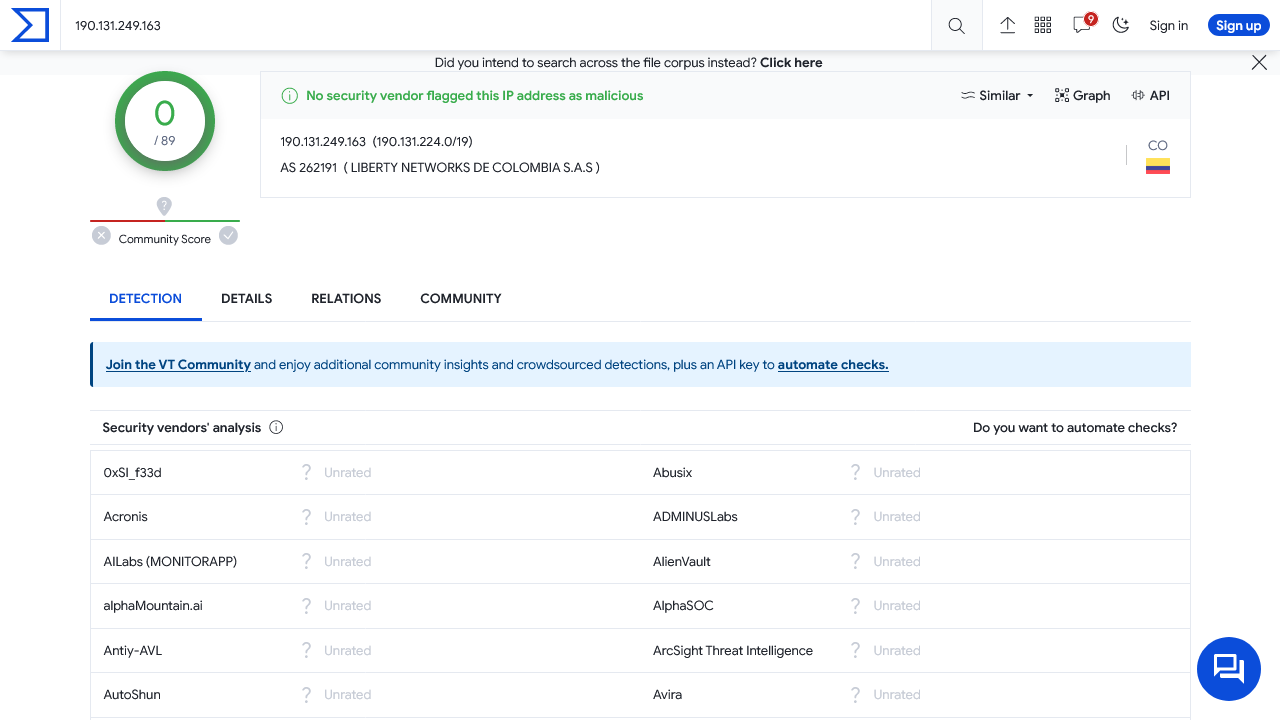 190.131.249.163
9
Sign in
Sign up
Did you intend to search across the file corpus instead? Click here
0
/ 89
Community Score
No security vendor flagged this IP address as malicious
Similar
Graph
API
190.131.249.163 (190.131.224.0/19)
AS 262191 ( LIBERTY NETWORKS DE COLOMBIA S.A.S )
CO
DETECTION
DETAILS
RELATIONS
COMMUNITY
Join the VT Community and enjoy additional community insights and crowdsourced detections, plus an API key to automate checks.
Security vendors' analysis
Do you want to automate checks?
0xSI_f33d
Unrated
Abusix
Unrated
Acronis
Unrated
ADMINUSLabs
Unrated
AILabs (MONITORAPP)
Unrated
AlienVault
Unrated
alphaMountain.ai
Unrated
AlphaSOC
Unrated
Antiy-AVL
Unrated
ArcSight Threat Intelligence
Unrated
AutoShun
Unrated
Avira
Unrated